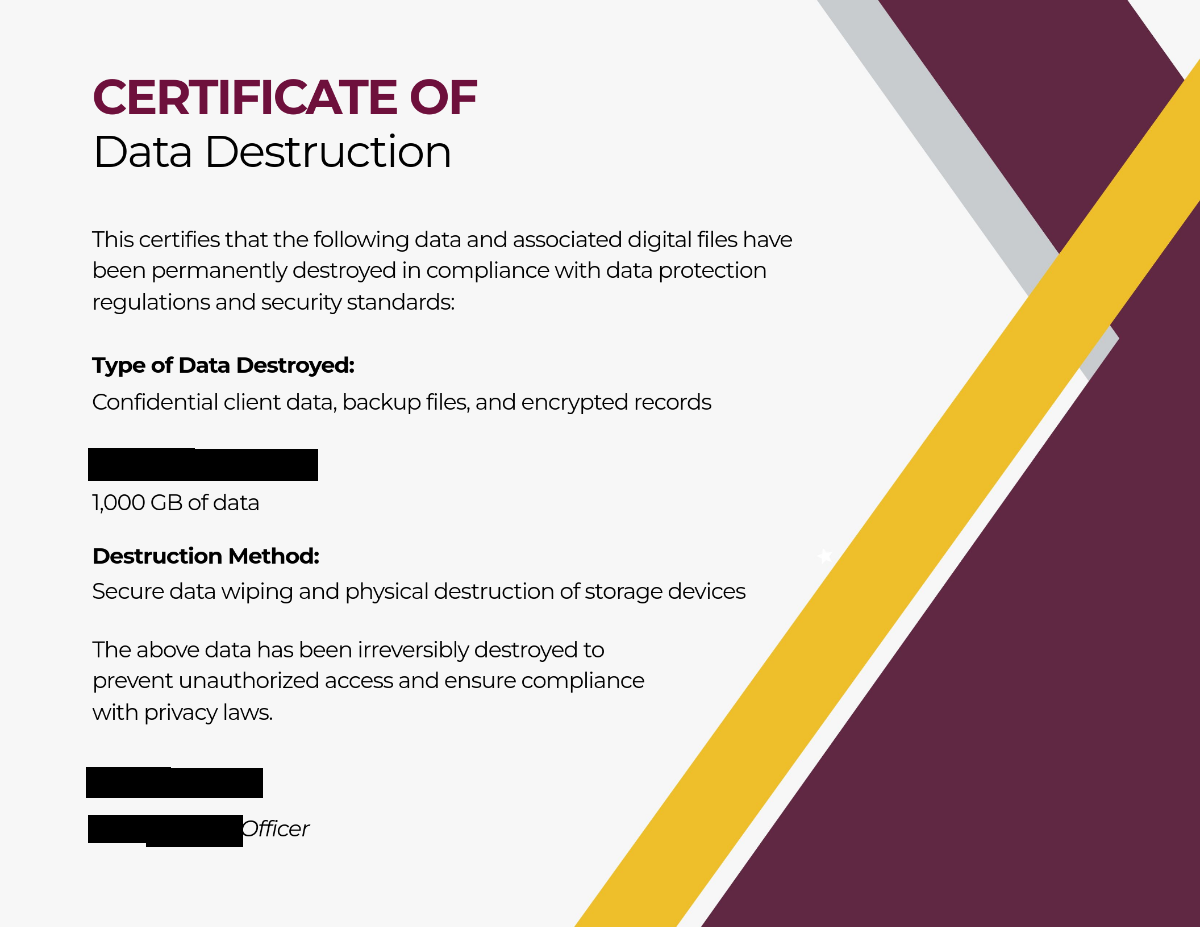 CERTIFICATE OF
Data Destruction
This certifies that the following data and associated digital files have
been permanently destroyed in compliance with data protection
regulations and security standards:
Type of Data Destroyed:
Confidential client data, backup files, and encrypted records
1,000 GB of data
Destruction Method:
Secure data wiping and physical destruction of storage devices
The above data has been irreversibly destroyed to
prevent unauthorized access and ensure compliance
with privacy laws.
Officer